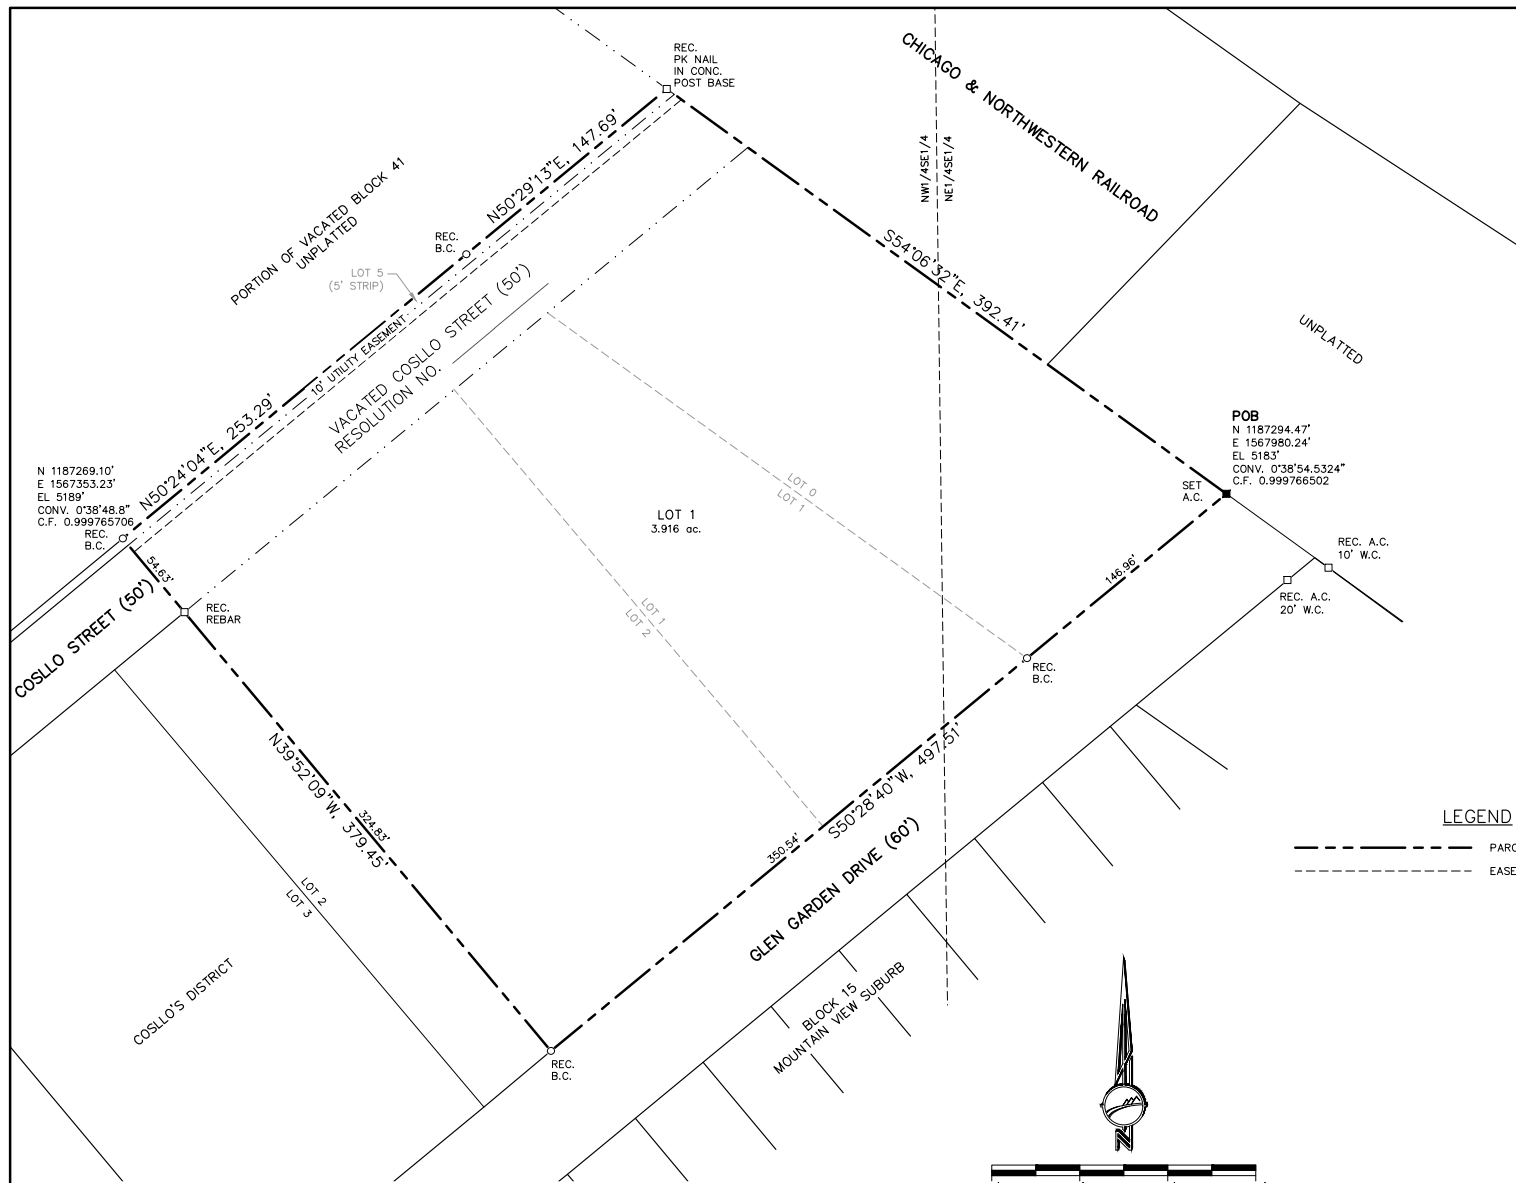 REC.
PK NAIL
IN CONC.
POST BASE
CHICAGO & NORTHWESTERN RAILROAD
N50°29'13"E, 147.69'
NW1/4SE1/4
NE1/4SE1/4
PORTION OF VACATED BLOCK 41
UNPLATTED
REC.
B.C.
LOT 5
(5' STRIP)
S54°06'32"E, 392.41'
UNPLATTED
10' UTILITY EASEMENT
VACATED COSLLO STREET (50')
RESOLUTION NO.
N50°24'04"E, 253.29'
POB
N 1187294.47'
E 1567980.24'
EL 5183'
CONV. 0°38'54.5324"
C.F. 0.999766502
SET
A.C.
N 1187269.10'
E 1567353.23'
EL 5189'
CONV. 0°38'48.8"
C.F. 0.999765706
REC.
B.C.
LOT 0
LOT 1
LOT 1
3.916 ac.
REC. A.C.
10' W.C.
REC. A.C.
20' W.C.
146.96'
54.63'
COSLLO STREET (50')
REC.
REBAR
LOT 1
LOT 2
REC.
B.C.
N39°52'09"W, 379.45'
324.83'
S50°28'40"W, 497.51'
350.54'
GLEN GARDEN DRIVE (60')
LEGEND
PARC
EASE
LOT 2
LOT 3
COSLLO'S DISTRICT
BLOCK 15
MOUNTAIN VIEW SUBURB
REC.
B.C.
N